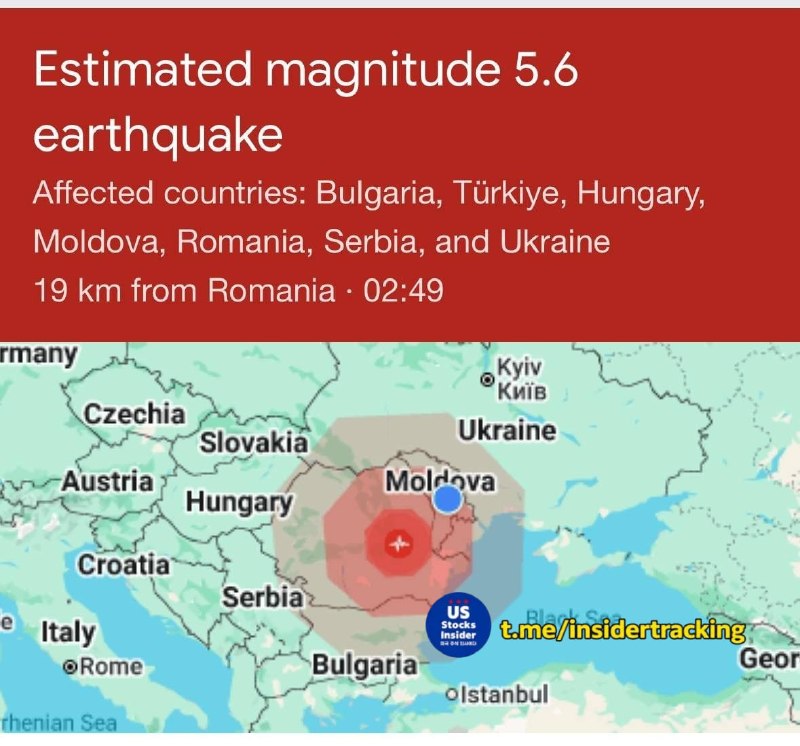 Estimated magnitude 5.6
earthquake
Affected countries: Bulgaria, Türkiye, Hungary,
Moldova, Romania, Serbia, and Ukraine
19 km from Romania · 02:49
rmany
Kyiv
Київ
Czechia
Ukraine
Slovakia
Austria
Moldova
Hungary
Croatia
Serbia
US
Stocks
Insider
Black Sea
t.me/insidertracking
e
Italy
Rome
Bulgaria
Geor
Istanbul
rhenian Sea